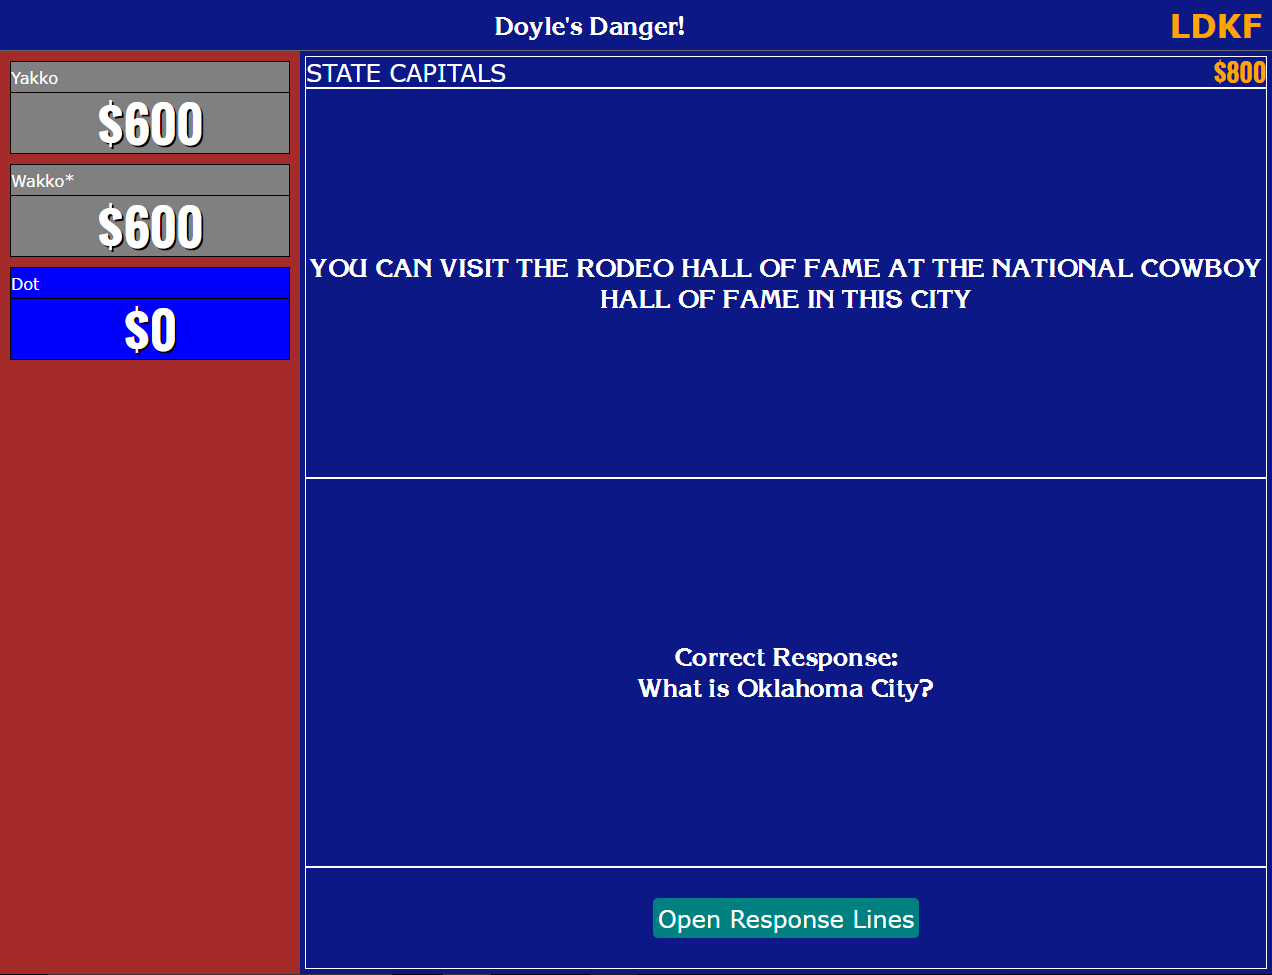 Doyle's Danger!
LDKF
Yakko
$600
Wakko*
$600
Dot
$0
STATE CAPITALS
$800
YOU CAN VISIT THE RODEO HALL OF FAME AT THE NATIONAL COWBOY
HALL OF FAME IN THIS CITY
Correct Response:
What is Oklahoma City?
Open Response Lines